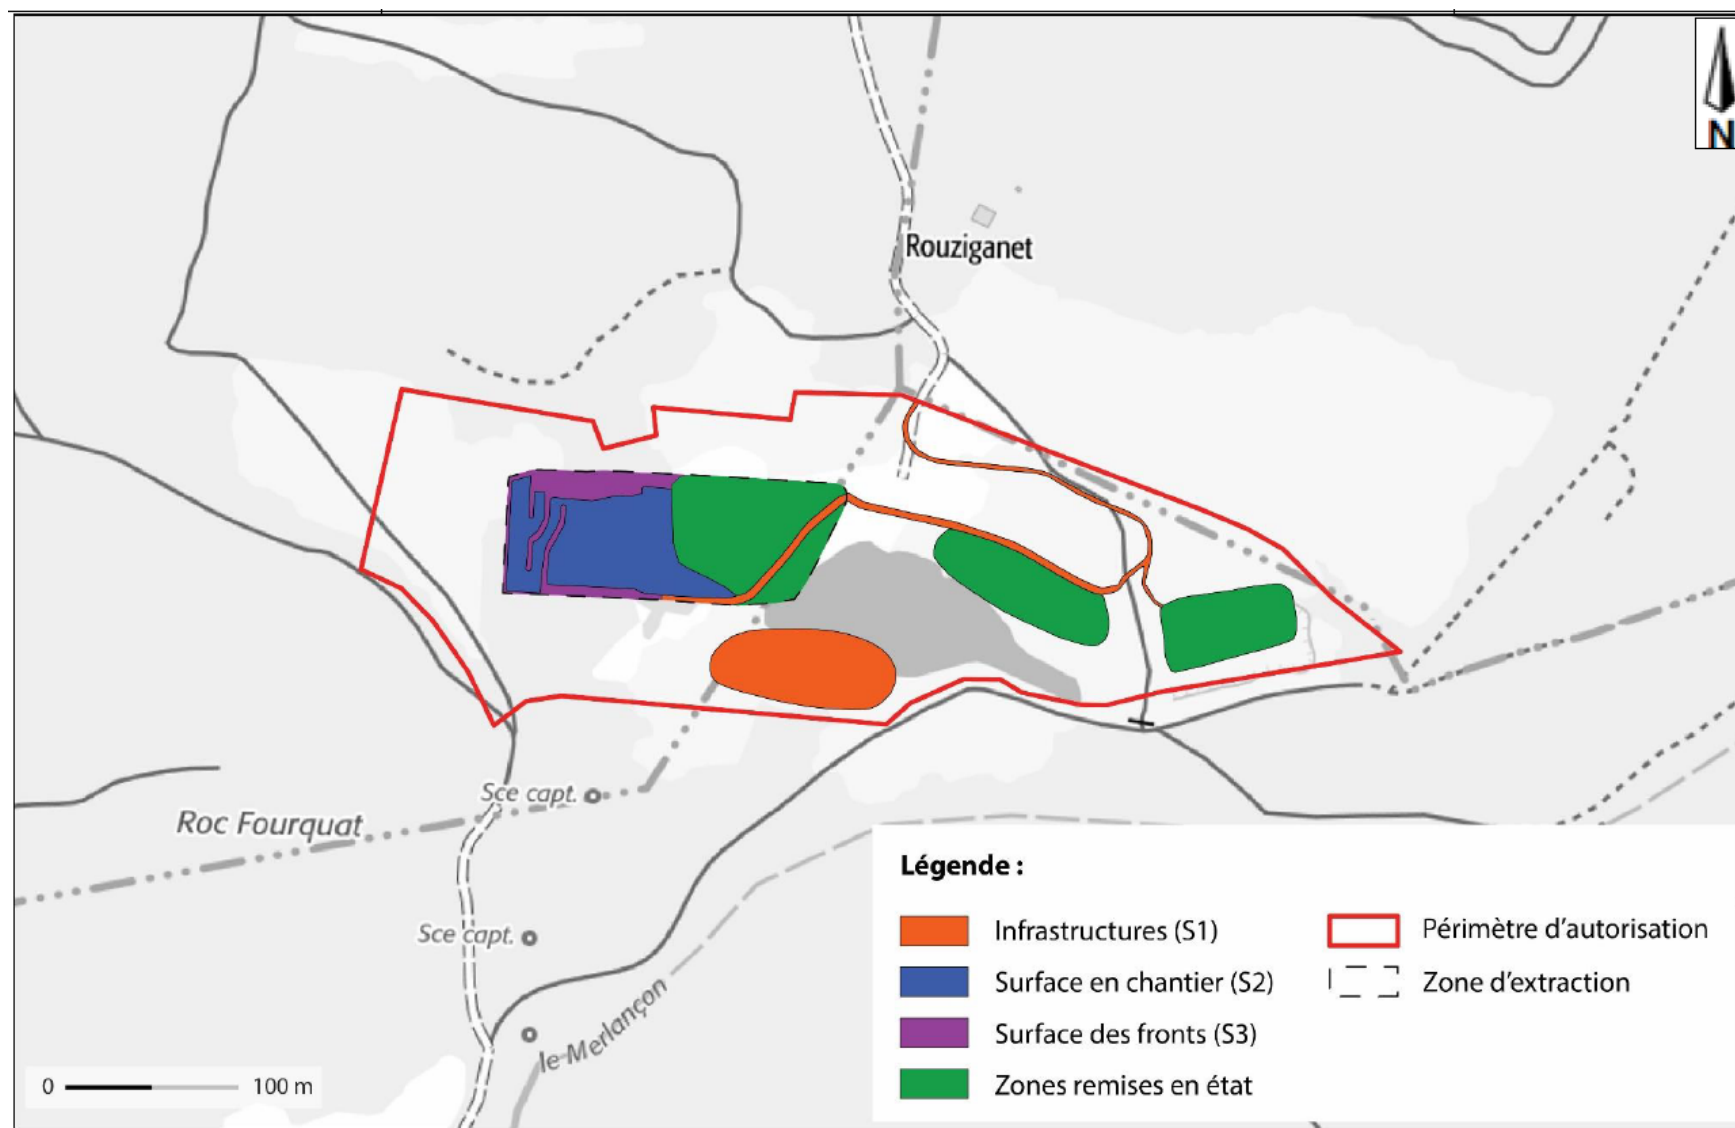 N
Rouziganet
Sce capt.
Roc Fourquat
Sce capt.
le Merlançon
Légende :
Infrastructures (S1)
Surface en chantier (S2)
Surface des fronts (S3)
Zones remises en état
Périmètre d'autorisation
Zone d'extraction
0 100 m